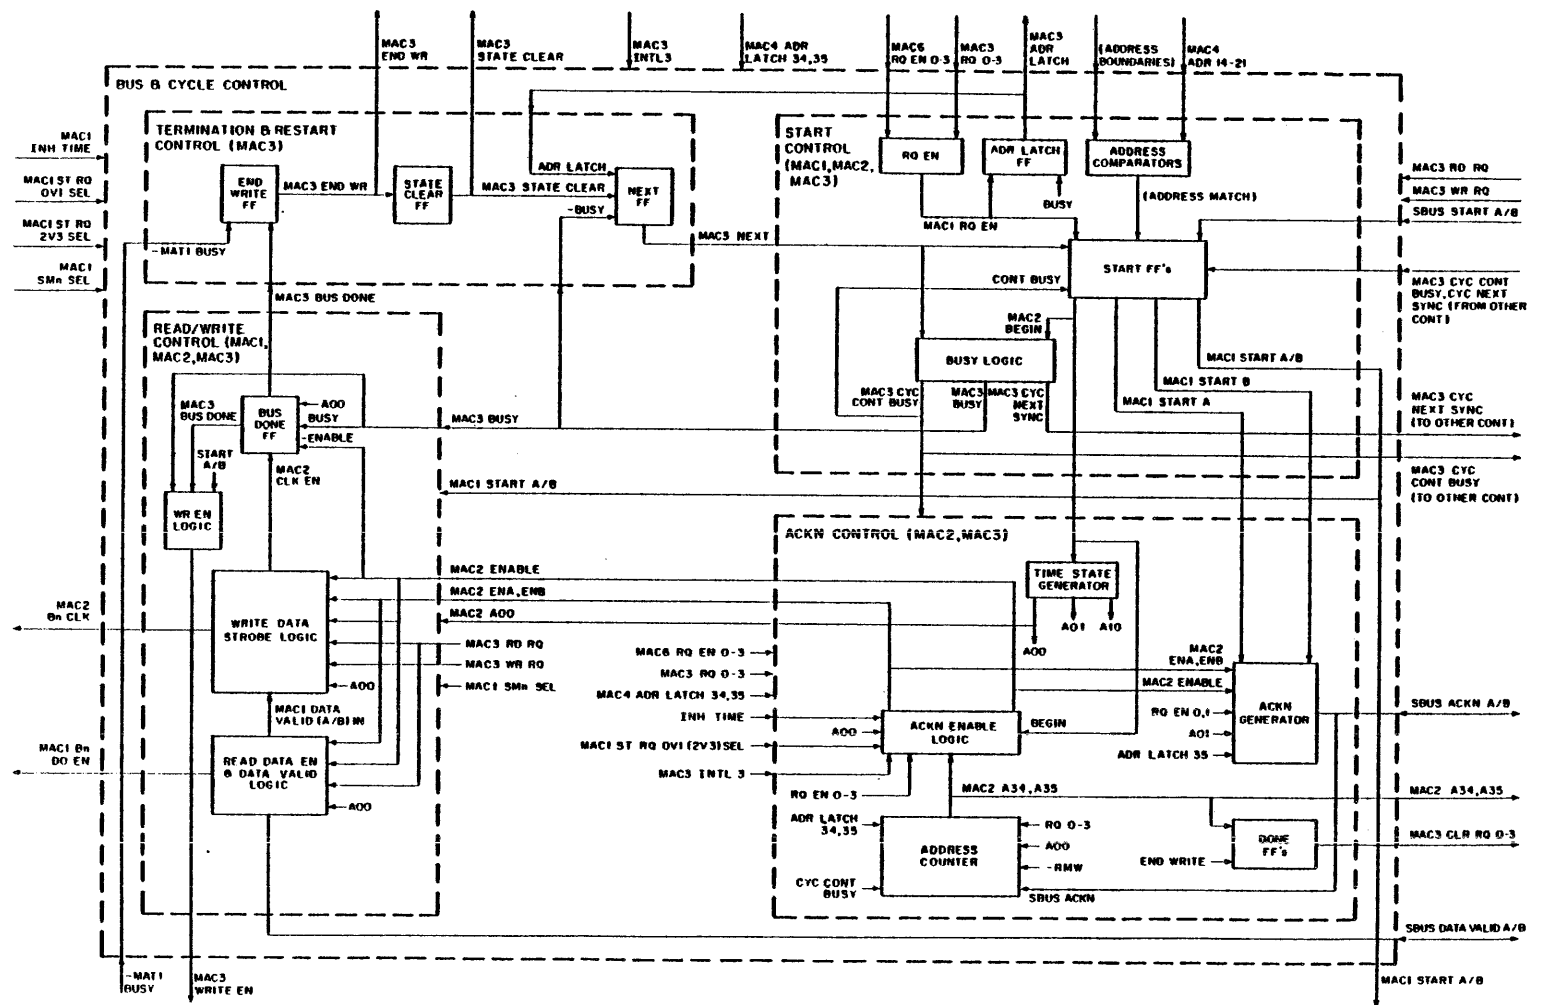 MAC3
END WR
MAC3
STATE CLEAR
MAC3
INTL3
MAC4 ADR
LATCH 34,35
MAC6
RQ EN 0-3
MAC3
RQ 0-3
MAC3
ADR
LATCH
(ADDRESS
BOUNDARIES)
MAC4
ADR 14-21
BUS & CYCLE CONTROL
MAC1
INH TIME
MAC1 ST RQ
0V1 SEL
MAC1 ST RQ
2V3 SEL
MAC1
SMn SEL
TERMINATION & RESTART
CONTROL (MAC3)
END
WRITE
FF
MAC3 END WR
STATE
CLEAR
FF
MAC3 STATE CLEAR
ADR LATCH
-BUSY
NEXT
FF
-MAT1 BUSY
MAC3 NEXT
MAC3 BUS DONE
START
CONTROL
(MAC1,MAC2,
MAC3)
RQ EN
ADR LATCH
FF
ADDRESS
COMPARATORS
BUSY
MAC1 RQ EN
(ADDRESS MATCH)
START FF's
CONT BUSY
MAC2
BEGIN
BUSY LOGIC
MAC3 CYC
CONT BUSY
MAC3
BUSY
MAC3 CYC
NEXT
SYNC
MAC1 START A/B
MAC1 START B
MAC1 START A
MAC3 RD RQ
MAC3 WR RQ
SBUS START A/B
MAC3 CYC CONT
BUSY,CYC NEXT
SYNC (FROM OTHER
CONT)
MAC3 CYC
NEXT SYNC
(TO OTHER CONT)
MAC3 CYC
CONT BUSY
(TO OTHER CONT)
READ/WRITE
CONTROL (MAC1,
MAC2,MAC3)
MAC3
BUS DONE
BUS
DONE
FF
A00
BUSY
-ENABLE
START
A/B
MAC2
CLK EN
WR EN
LOGIC
MAC3 BUSY
MAC1 START A/B
MAC2
Bn CLK
WRITE DATA
STROBE LOGIC
MAC2 ENABLE
MAC2 ENA,ENB
MAC2 A00
MAC3 RD RQ
MAC3 WR RQ
A00
MAC1 SMn SEL
MAC1 DATA
VALID (A/B) IN
MAC1 Bn
DO EN
READ DATA EN
& DATA VALID
LOGIC
A00
ACKN CONTROL (MAC2,MAC3)
TIME STATE
GENERATOR
A00
A01
A10
MAC6 RQ EN 0-3
MAC3 RQ 0-3
MAC4 ADR LATCH 34,35
INH TIME
A00
MAC1 ST RQ 0V1 (2V3) SEL
MAC3 INTL 3
RQ EN 0-3
ACKN ENABLE
LOGIC
BEGIN
MAC2
ENA,ENB
MAC2 ENABLE
RQ EN 0,1
A01
ADR LATCH 35
ACKN
GENERATOR
SBUS ACKN A/B
MAC2 A34,A35
MAC2 A34,A35
ADR LATCH
34,35
ADDRESS
COUNTER
RQ 0-3
A00
-RMW
CYC CONT
BUSY
SBUS ACKN
END WRITE
DONE
FF's
MAC3 CLR RQ 0-3
SBUS DATA VALID A/B
-MAT1
BUSY
MAC3
WRITE EN
MAC1 START A/B